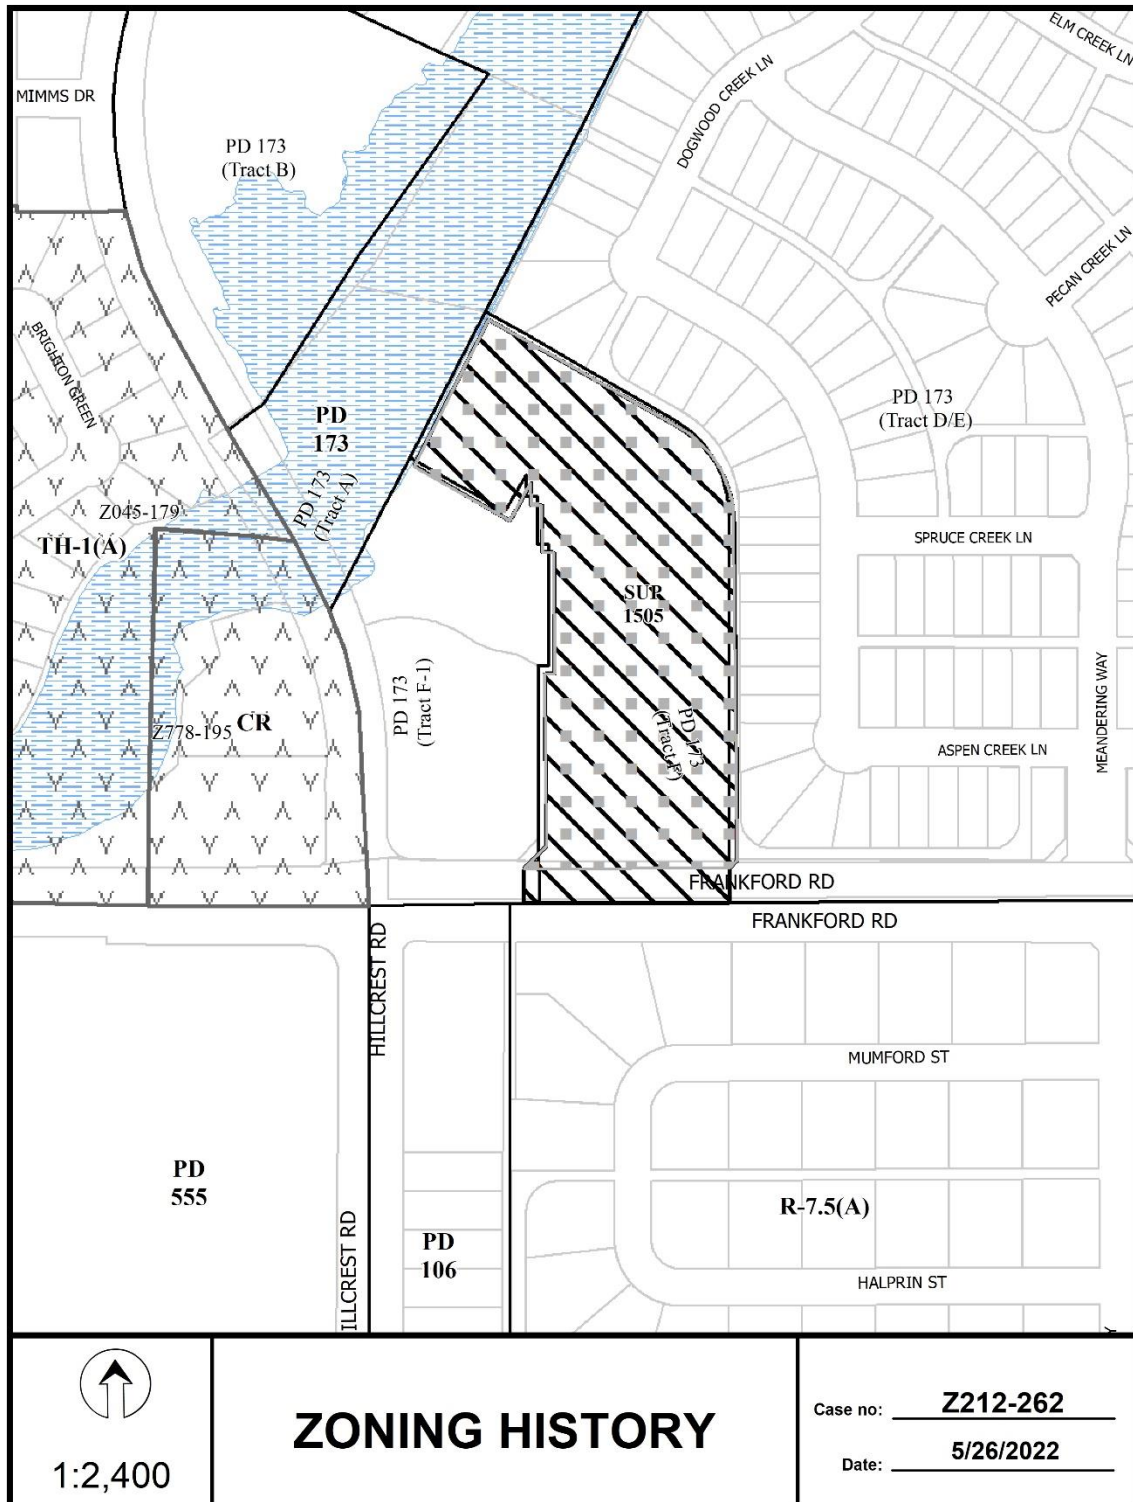 ELM CREEK LN
MIMMS DR
DOGWOOD CREEK LN
PD 173
(Tract B)
PECAN CREEK LN
BRIGHTON GREEN
PD
173
PD 173
(Tract D/E)
PD 173
(Tract A)
Z045-179
TH-1(A)
SPRUCE CREEK LN
SUP
1505
PD 173
(Tract F-1)
PD 173
(Tract F)
MEANDERING WAY
Z778-195
CR
ASPEN CREEK LN
FRANKFORD RD
FRANKFORD RD
HILLCREST RD
MUMFORD ST
PD
555
R-7.5(A)
PD
106
ILLCREST RD
HALPRIN ST
Y
1:2,400
ZONING HISTORY
Case no: Z212-262
Date: 5/26/2022